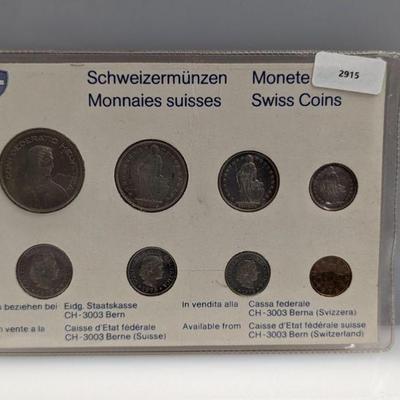 2915
Schweizermünzen Monete
Monnaies suisses Swiss Coins
beziehen bei Eidg. Staatskasse In vendita alla Cassa federale
CH-3003 Bern CH-3003 Berna (Svizzera)
vente a la Caisse d'Etat fédérale Available from Caisse d'Etat fédérale suisse
CH-3003 Berne (Suisse) CH-3003 Bern (Switzerland)